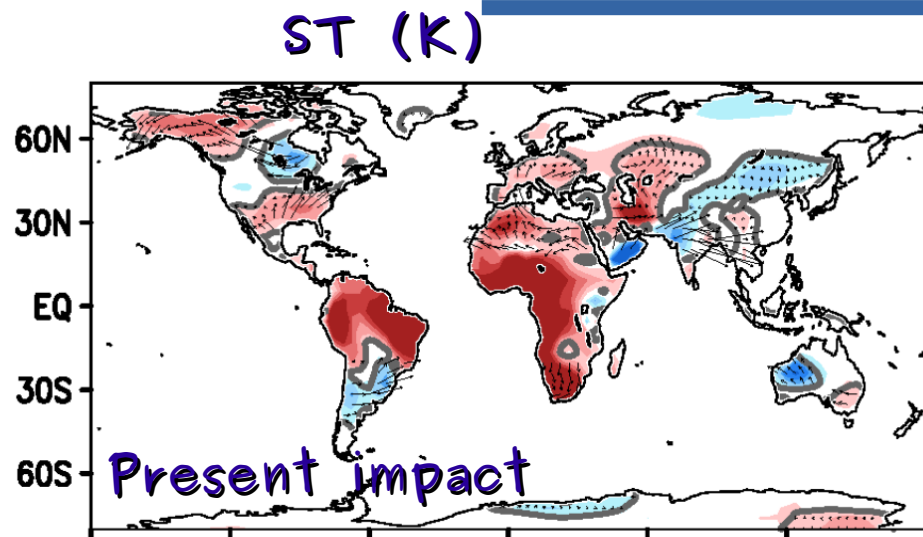 ST (K)
60N
30N
EQ
30S
60S
Present impact